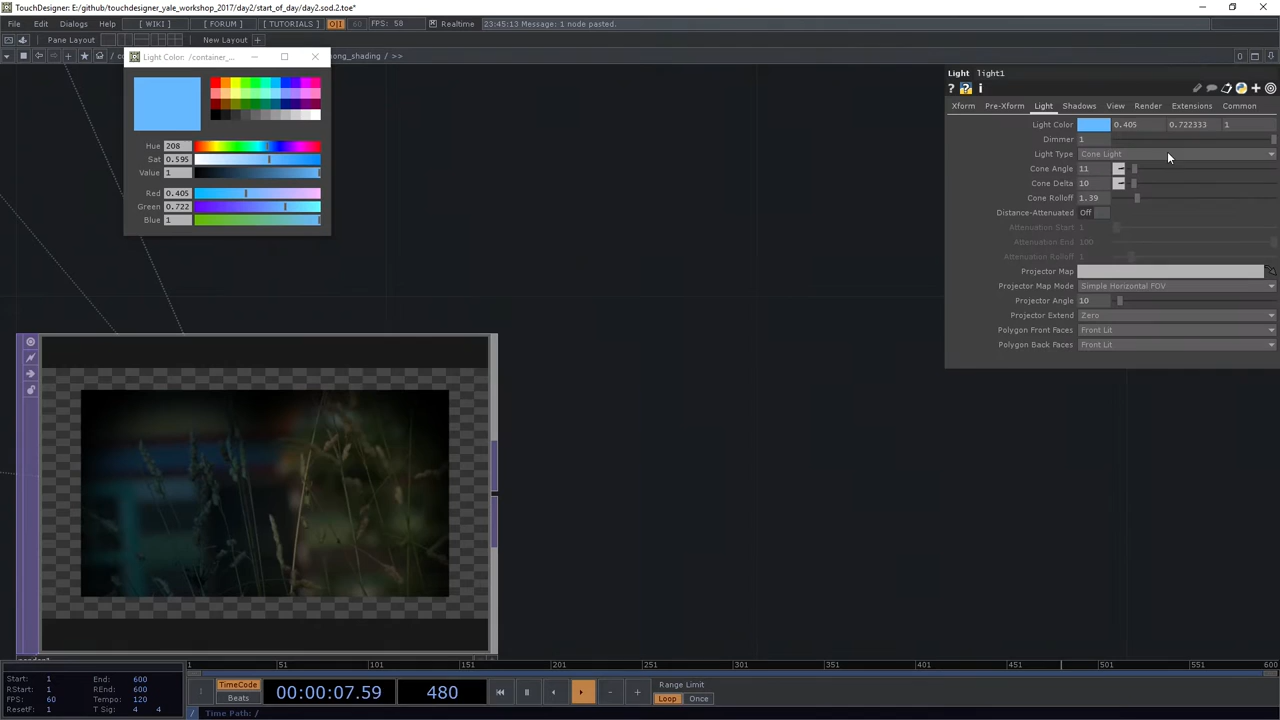 TouchDesigner: E:/github/touchdesigner_yale_workshop_2017/day2/start_of_day/day2.sod.2.toe*
File Edit Dialogs Help [ WIKI ] [ FORUM ] [ TUTORIALS ] O|I 60 FPS: 58 Realtime 23:45:13 Message: 1 node pasted.
Pane Layout New Layout +
ong_shading / >>
Light Color: /container_...
Hue 208
Sat 0.595
Value 1
Red 0.405
Green 0.722
Blue 1
Light light1
? ? i
Xform Pre-Xform Light Shadows View Render Extensions Common
Light Color 0.405 0.722333 1
Dimmer 1
Light Type Cone Light
Cone Angle 11
Cone Delta 10
Cone Rolloff 1.39
Distance-Attenuated Off
Attenuation Start 1
Attenuation End 100
Attenuation Rolloff 1
Projector Map
Projector Map Mode Simple Horizontal FOV
Projector Angle 10
Projector Extend Zero
Polygon Front Faces Front Lit
Polygon Back Faces Front Lit
1 51 101 151 201 251 301 351 401 451 501 551 600
Start: 1 End: 600
RStart: 1 REnd: 600
FPS: 60 Tempo: 120
ResetF: 1 T Sig: 4 4
TimeCode
Beats
00:00:07.59 480
Range Limit
Loop Once
/ Time Path: /